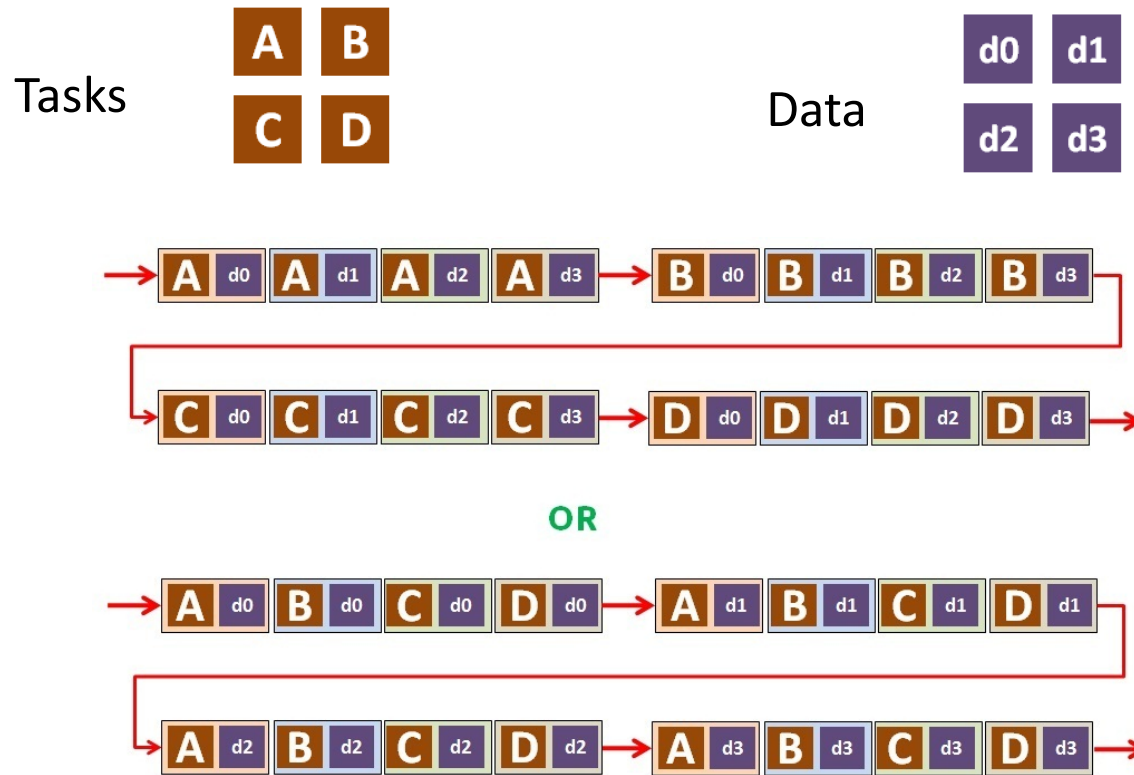 A B
d0 d1
Tasks
Data
C D
d2 d3
A d0 A d1 A d2 A d3 B d0 B d1 B d2 B d3
C d0 C d1 C d2 C d3 D d0 D d1 D d2 D d3
OR
A d0 B d0 C d0 D d0 A d1 B d1 C d1 D d1
A d2 B d2 C d2 D d2 A d3 B d3 C d3 D d3